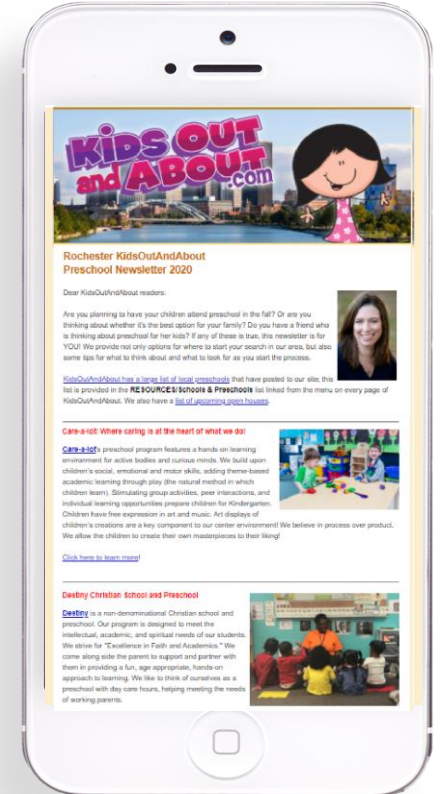 KIDS OUT
and ABOUT
.com
Rochester KidsOutAndAbout
Preschool Newsletter 2020
Dear KidsOutAndAbout readers:
Are you planning to have your children attend preschool in the fall? Or are you
thinking about whether it's the best option for your family? Do you have a friend who
is thinking about preschool for her kids? If any of these is true, this newsletter is for
YOU! We provide not only options for where to start your search in our area, but also
some tips for what to think about and what to look for as you start the process.
KidsOutAndAbout has a large list of local preschools that have posted to our site; this
list is provided in the RESOURCES/Schools & Preschools list linked from the menu on every page of
KidsOutAndAbout. We also have a list of upcoming open houses.
Care-a-lot: Where caring is at the heart of what we do!
Care-a-lot's preschool program features a hands-on learning
environment for active bodies and curious minds. We build upon
children's social, emotional and motor skills, adding theme-based
academic learning through play (the natural method in which
children learn). Stimulating group activities, peer interactions, and
individual learning opportunities prepare children for Kindergarten.
Children have free expression in art and music. Art displays of
children's creations are a key component to our center environment! We believe in process over product.
We allow the children to create their own masterpieces to their liking!
Click here to learn more!
Destiny Christian School and Preschool
Destiny is a non-denominational Christian school and
preschool. Our program is designed to meet the
intellectual, academic, and spiritual needs of our students.
We strive for "Excellence in Faith and Academics." We
come along side the parent to support and partner with
them in providing a fun, age appropriate, hands-on
approach to learning. We like to think of ourselves as a
preschool with day care hours, helping meeting the needs
of working parents.